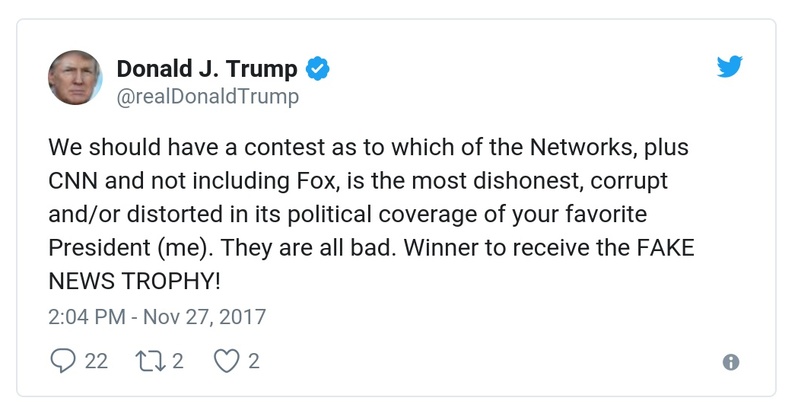 Donald J. Trump
@realDonaldTrump
We should have a contest as to which of the Networks, plus
CNN and not including Fox, is the most dishonest, corrupt
and/or distorted in its political coverage of your favorite
President (me). They are all bad. Winner to receive the FAKE
NEWS TROPHY!
2:04 PM - Nov 27, 2017
22 2 2